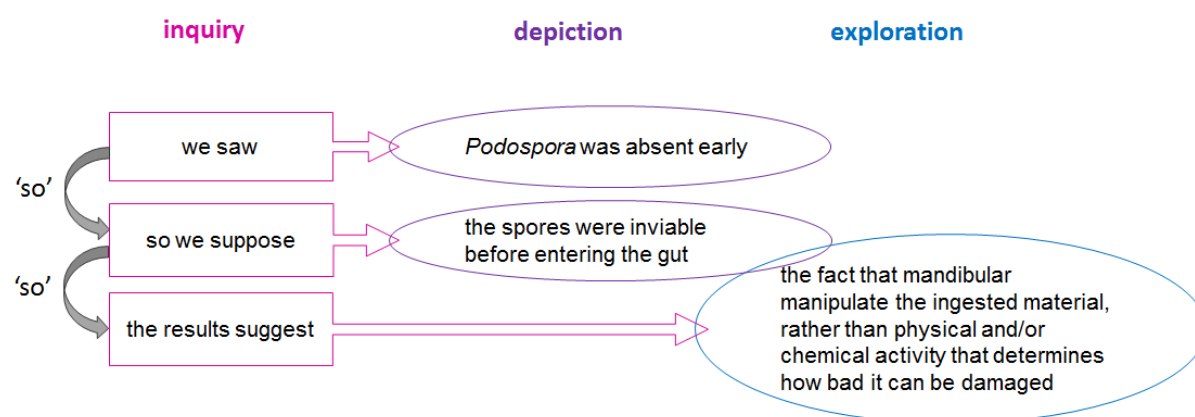 inquiry
depiction
exploration
we saw
Podospora was absent early
‘so’
so we suppose
the spores were inviable
before entering the gut
‘so’
the results suggest
the fact that mandibular
manipulate the ingested material,
rather than physical and/or
chemical activity that determines
how bad it can be damaged